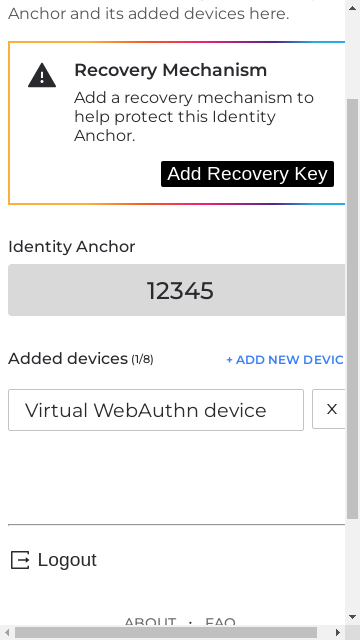 Anchor and its added devices here.
Recovery Mechanism
Add a recovery mechanism to
help protect this Identity
Anchor.
Add Recovery Key
Identity Anchor
12345
Added devices (1/8)
+ ADD NEW DEVIC
Virtual WebAuthn device
X
Logout
ABOUT · FAQ